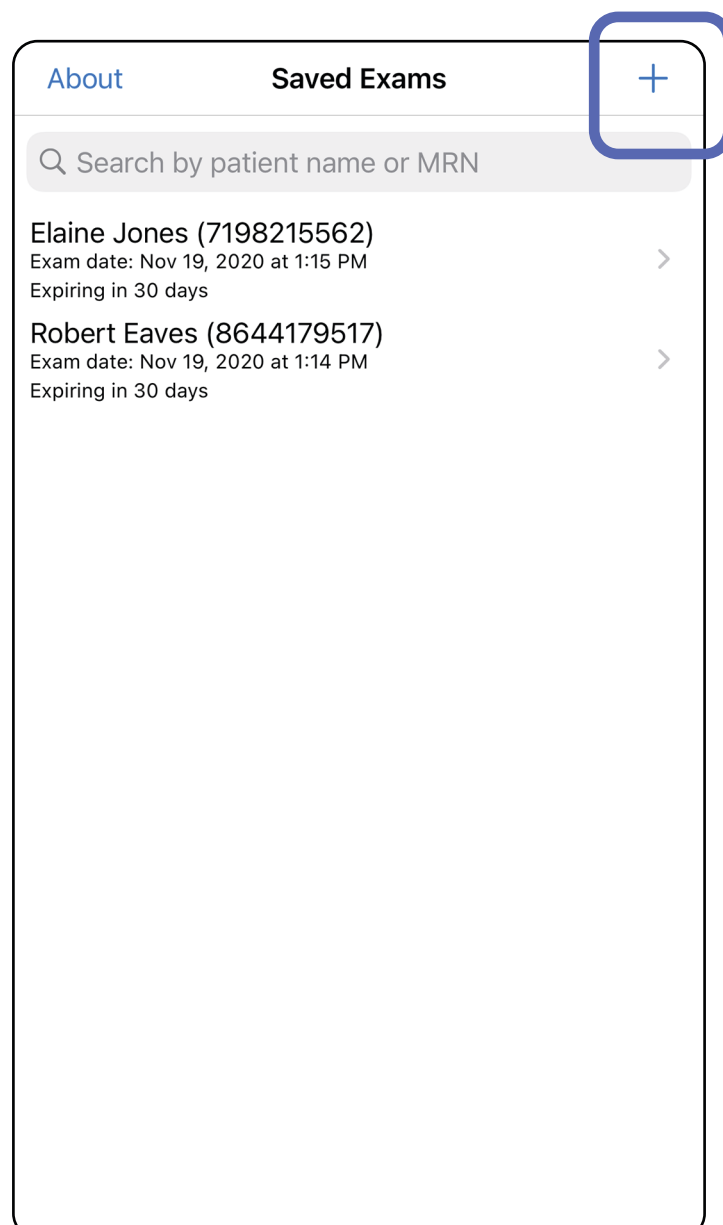 About Saved Exams +
Search by patient name or MRN
Elaine Jones (7198215562)
Exam date: Nov 19, 2020 at 1:15 PM
Expiring in 30 days
Robert Eaves (8644179517)
Exam date: Nov 19, 2020 at 1:14 PM
Expiring in 30 days